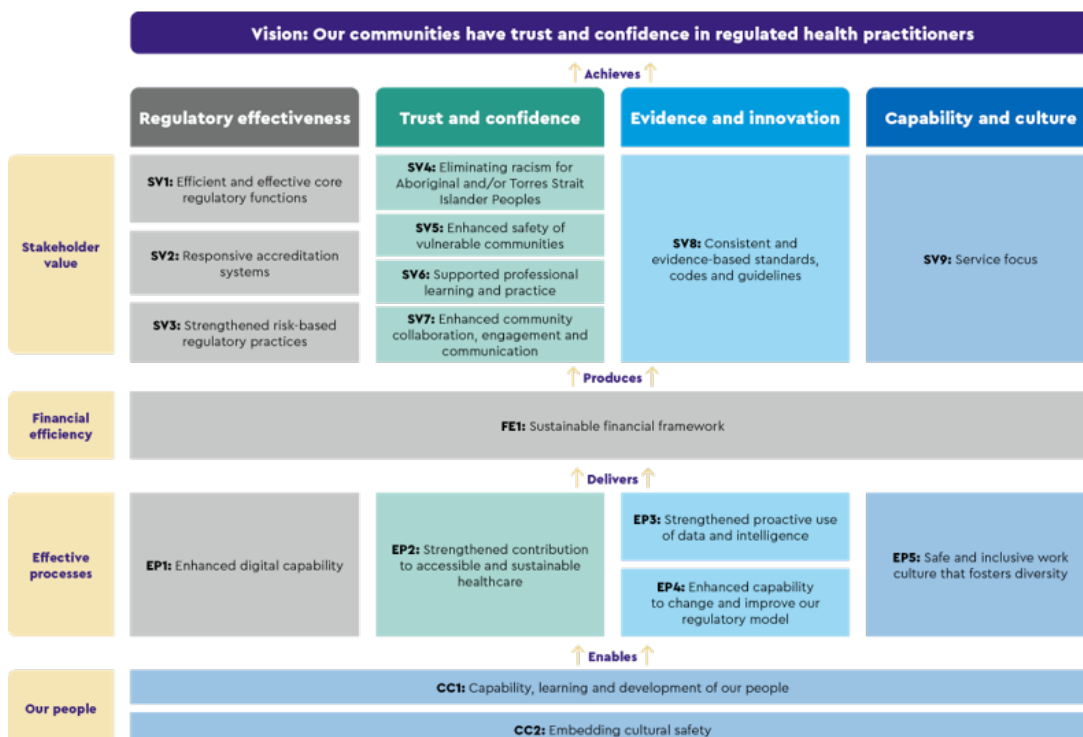 Vision: Our communities have trust and confidence in regulated health practitioners
Achieves
Regulatory effectiveness
Trust and confidence
Evidence and innovation
Capability and culture
Stakeholder
value
SV1: Efficient and effective core
regulatory functions
SV2: Responsive accreditation
systems
SV3: Strengthened risk-based
regulatory practices
SV4: Eliminating racism for
Aboriginal and/or Torres Strait
Islander Peoples
SV5: Enhanced safety of
vulnerable communities
SV6: Supported professional
learning and practice
SV7: Enhanced community
collaboration, engagement and
communication
SV8: Consistent and
evidence-based standards,
codes and guidelines
SV9: Service focus
Produces
Financial
efficiency
FE1: Sustainable financial framework
Delivers
Effective
processes
EP1: Enhanced digital capability
EP2: Strengthened contribution
to accessible and sustainable
healthcare
EP3: Strengthened proactive use
of data and intelligence
EP4: Enhanced capability
to change and improve our
regulatory model
EP5: Safe and inclusive work
culture that fosters diversity
Enables
Our people
CC1: Capability, learning and development of our people
CC2: Embedding cultural safety